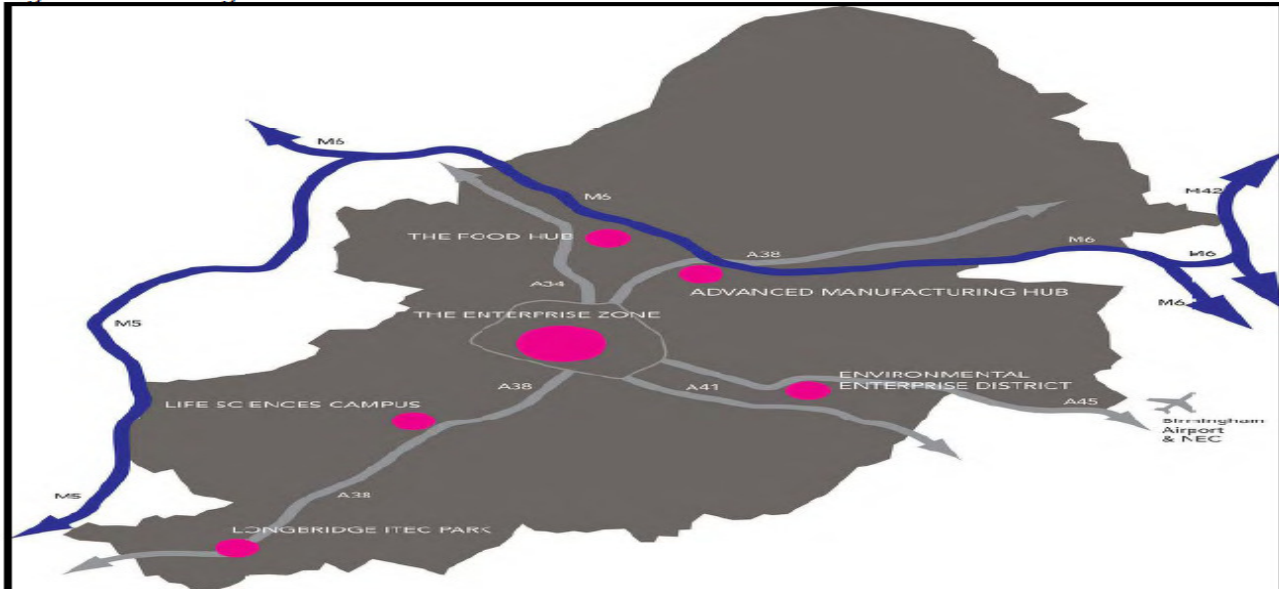 M6
M6
M42
THE FOOD HUB
A38
M6
M6
A34
ADVANCED MANUFACTURING HUB
M6
THE ENTERPRISE ZONE
M5
ENVIRONMENTAL
ENTERPRISE DISTRICT
A38
A41
LIFE SCIENCES CAMPUS
A45
Birmingham
Airport
& NEC
M5
A38
LONGBRIDGE ITEC PARK